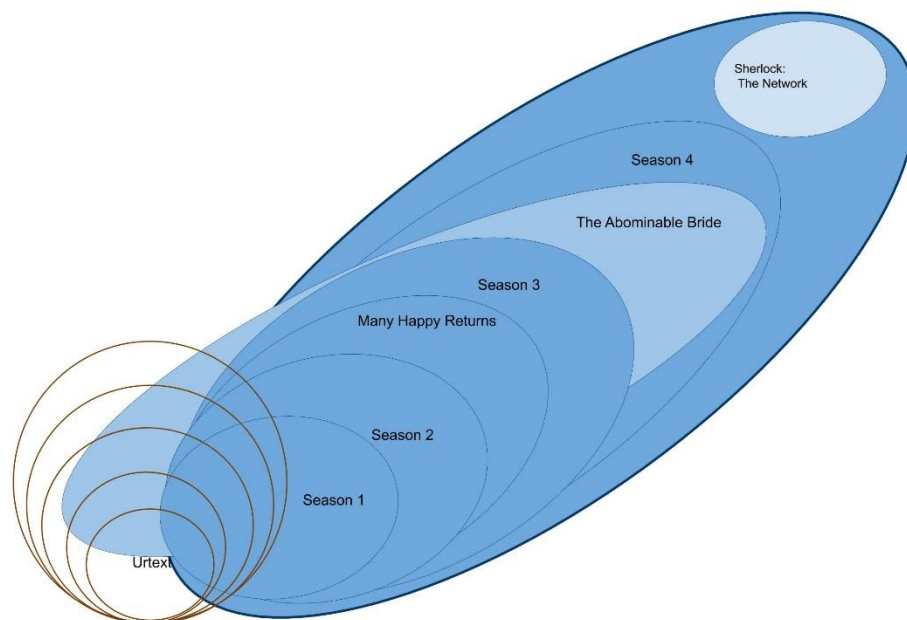 Sherlock:
The Network
Season 4
The Abominable Bride
Season 3
Many Happy Returns
Season 2
Season 1
Urtext